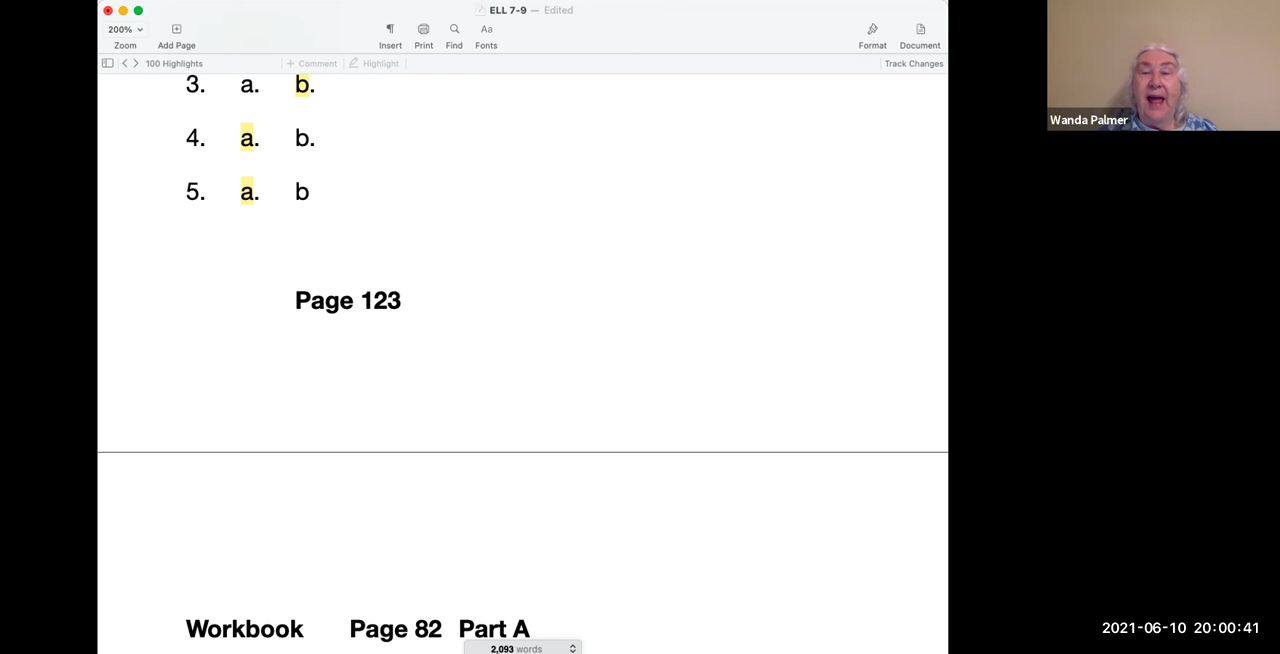 ELL 7-9 — Edited
200%
Zoom
Add Page
Insert
Print
Find
Aa
Fonts
Format
Document
100 Highlights
+ Comment
Highlight
Track Changes
3. a. b.
4. a. b.
5. a. b
Page 123
Workbook Page 82 Part A
2,093 words
Wanda Palmer
2021-06-10 20:00:41